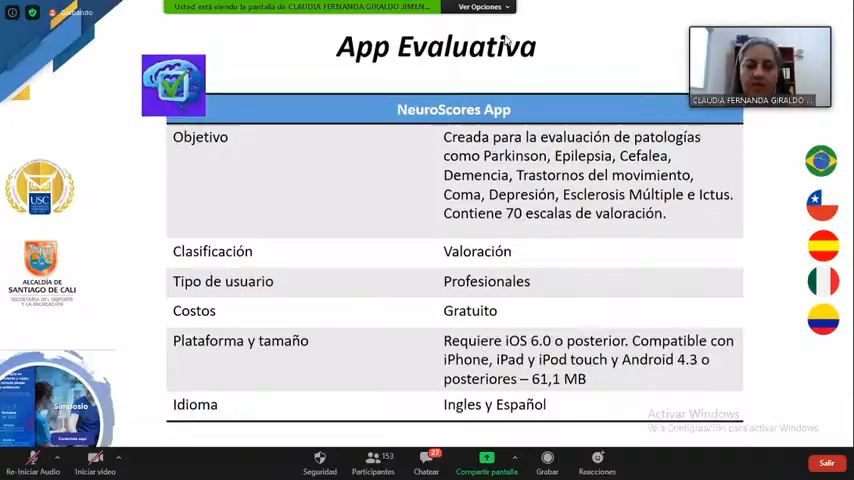 Grabando
Usted está viendo la pantalla de CLAUDIA FERNANDA GIRALDO JIMEN...
Ver Opciones
App Evaluativa
CLAUDIA FERNANDA GIRALDO ...
NeuroScores App
Objetivo
Creada para la evaluación de patologías
como Parkinson, Epilepsia, Cefalea,
Demencia, Trastornos del movimiento,
Coma, Depresión, Esclerosis Múltiple e Ictus.
Contiene 70 escalas de valoración.
Clasificación
Valoración
Tipo de usuario
Profesionales
Costos
Gratuito
Plataforma y tamaño
Requiere iOS 6.0 o posterior. Compatible con
iPhone, iPad y iPod touch y Android 4.3 o
posteriores – 61,1 MB
Idioma
Ingles y Español
USC
ALCALDÍA DE
SANTIAGO DE CALI
SECRETARÍA DEL DEPORTE
Y LA RECREACIÓN
Simposio
Activar Windows
Ve a Configuración para activar Windows.
Re-Iniciar Audio
Iniciar video
Seguridad
153
Participantes
27
Chatear
Compartir pantalla
Grabar
Reacciones
Salir